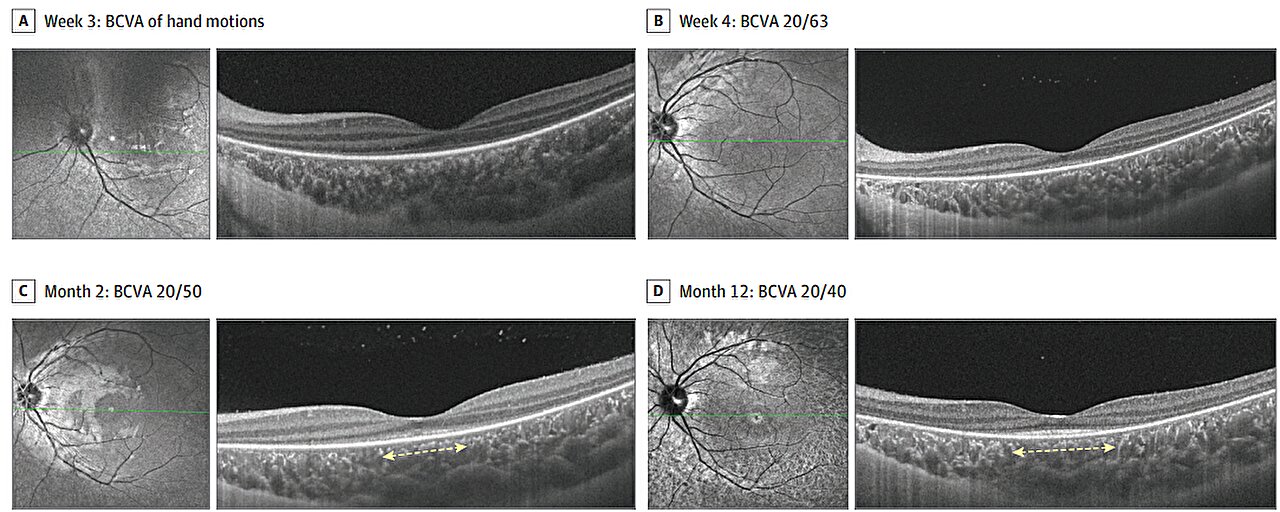 A Week 3: BCVA of hand motions
B Week 4: BCVA 20/63
C Month 2: BCVA 20/50
D Month 12: BCVA 20/40